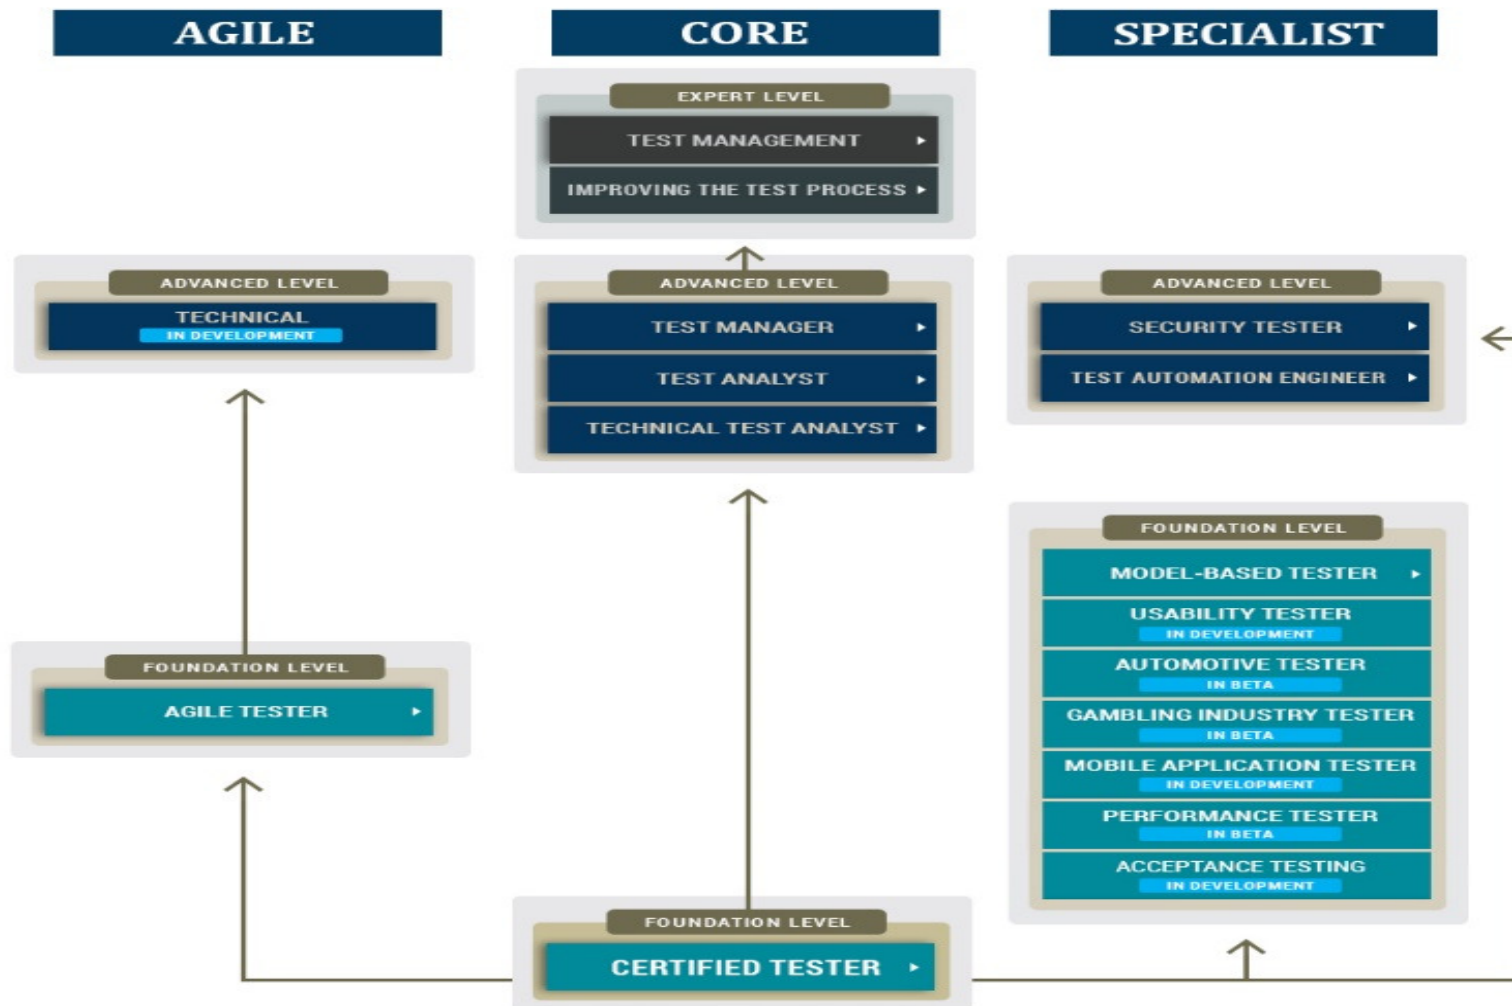 AGILE
CORE
SPECIALIST
EXPERT LEVEL
TEST MANAGEMENT
IMPROVING THE TEST PROCESS
ADVANCED LEVEL
TECHNICAL
IN DEVELOPMENT
ADVANCED LEVEL
TEST MANAGER
TEST ANALYST
TECHNICAL TEST ANALYST
ADVANCED LEVEL
SECURITY TESTER
TEST AUTOMATION ENGINEER
FOUNDATION LEVEL
AGILE TESTER
FOUNDATION LEVEL
MODEL-BASED TESTER
USABILITY TESTER
IN DEVELOPMENT
AUTOMOTIVE TESTER
IN BETA
GAMBLING INDUSTRY TESTER
IN BETA
MOBILE APPLICATION TESTER
IN DEVELOPMENT
PERFORMANCE TESTER
IN BETA
ACCEPTANCE TESTING
IN DEVELOPMENT
FOUNDATION LEVEL
CERTIFIED TESTER